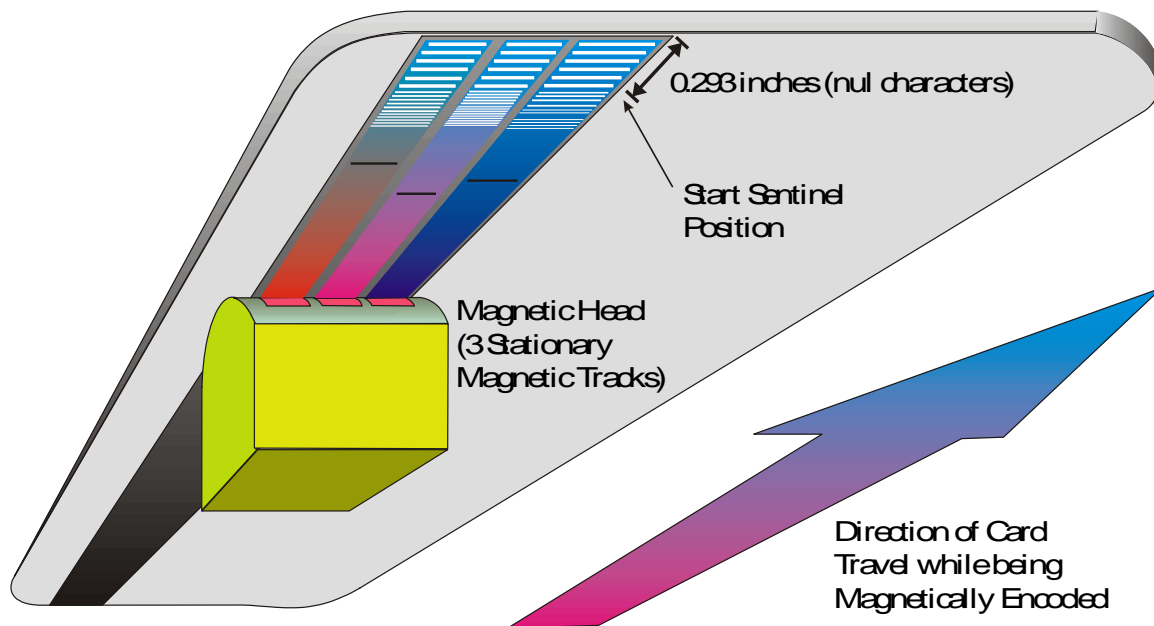 0.293 inches (nul characters)
Start Sentinel
Position
Magnetic Head
(3 Stationary
Magnetic Tracks)
Direction of Card
Travel while being
Magnetically Encoded